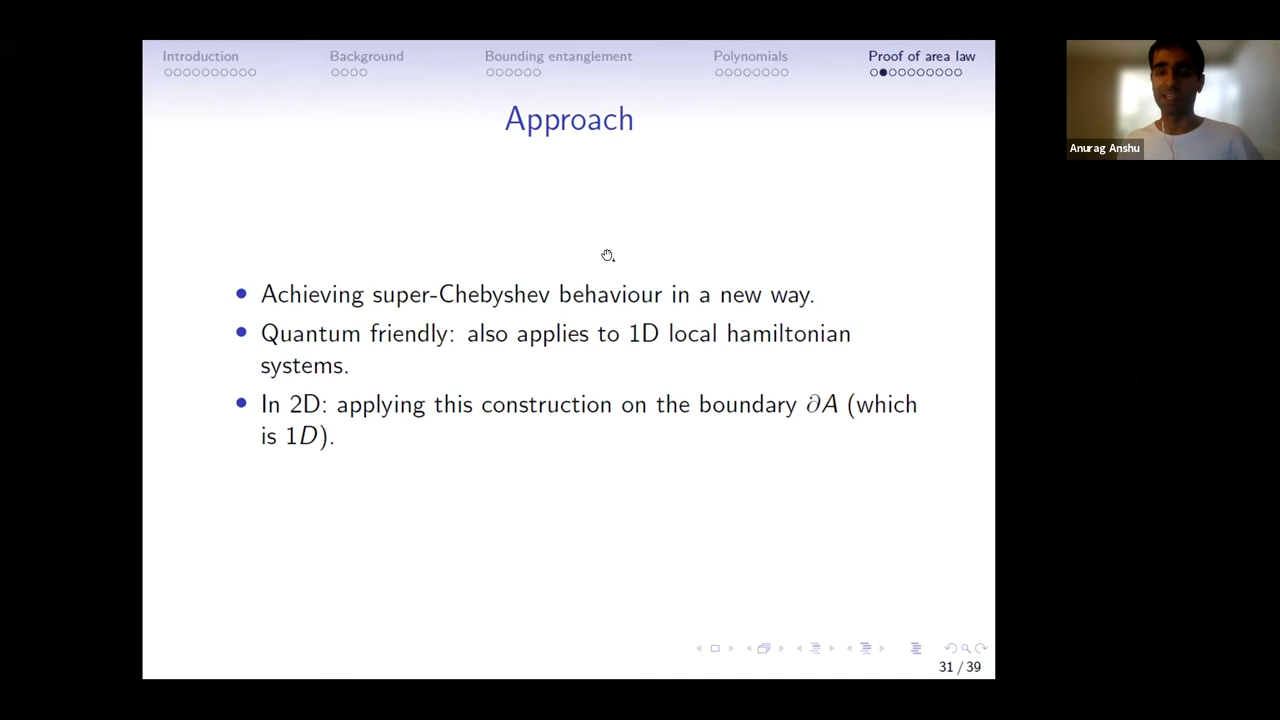 Introduction Background Bounding entanglement Polynomials Proof of area law
Approach
Anurag Anshu
• Achieving super-Chebyshev behaviour in a new way.
• Quantum friendly: also applies to 1D local hamiltonian
systems.
• In 2D: applying this construction on the boundary ∂A (which
is 1D).
31 / 39